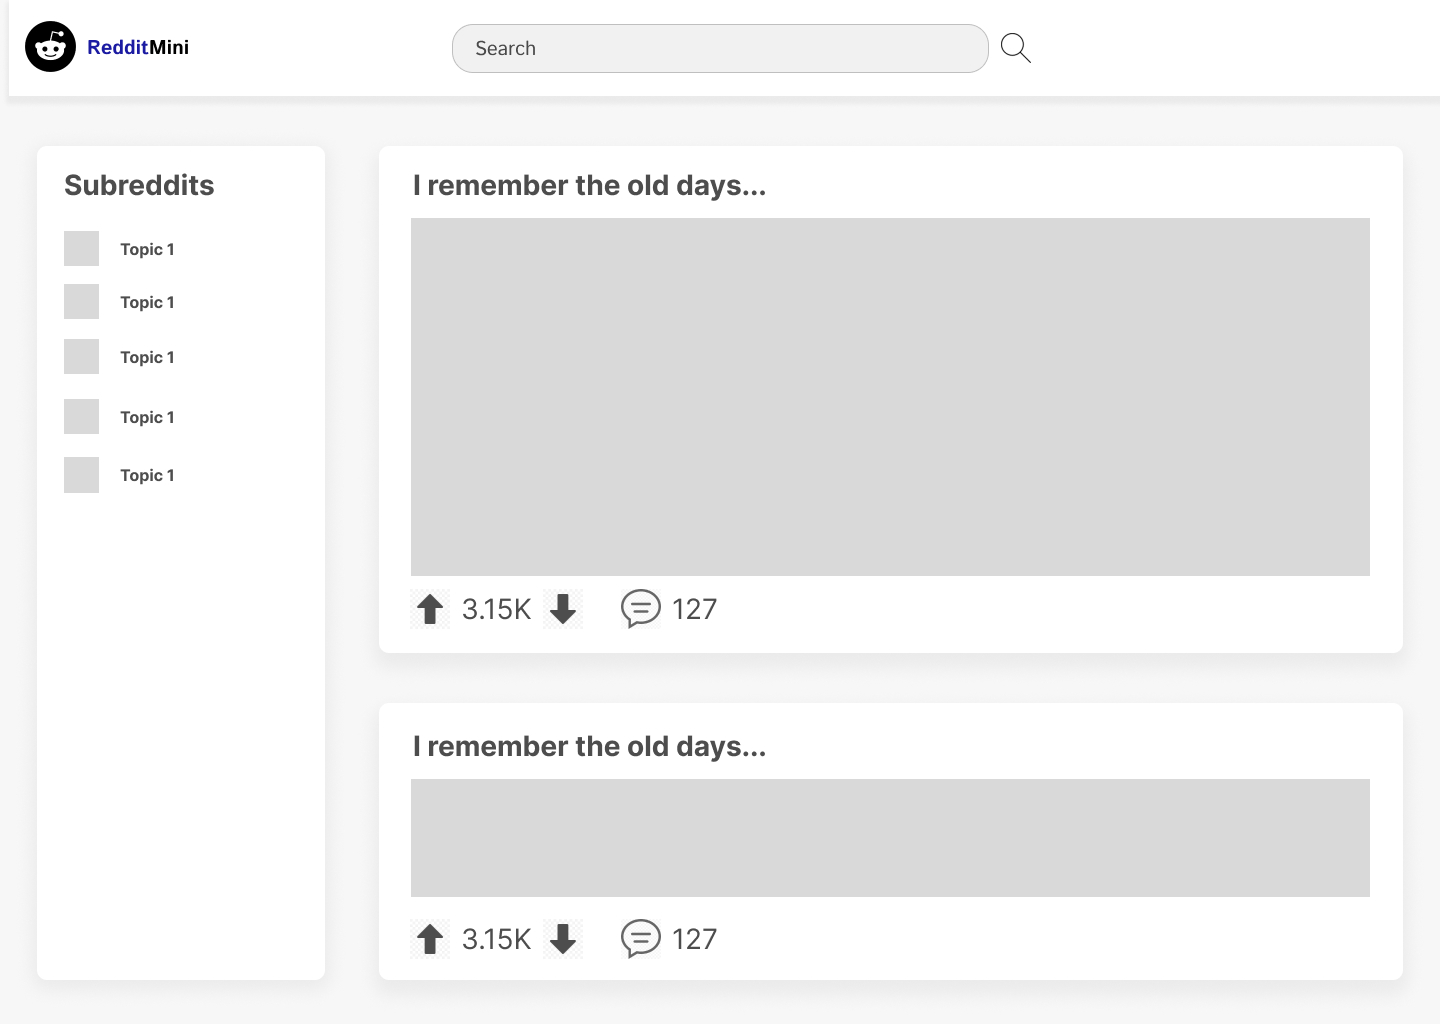 RedditMini
Search
Subreddits
Topic 1
Topic 1
Topic 1
Topic 1
Topic 1
I remember the old days...
3.15K
127
I remember the old days...
3.15K
127